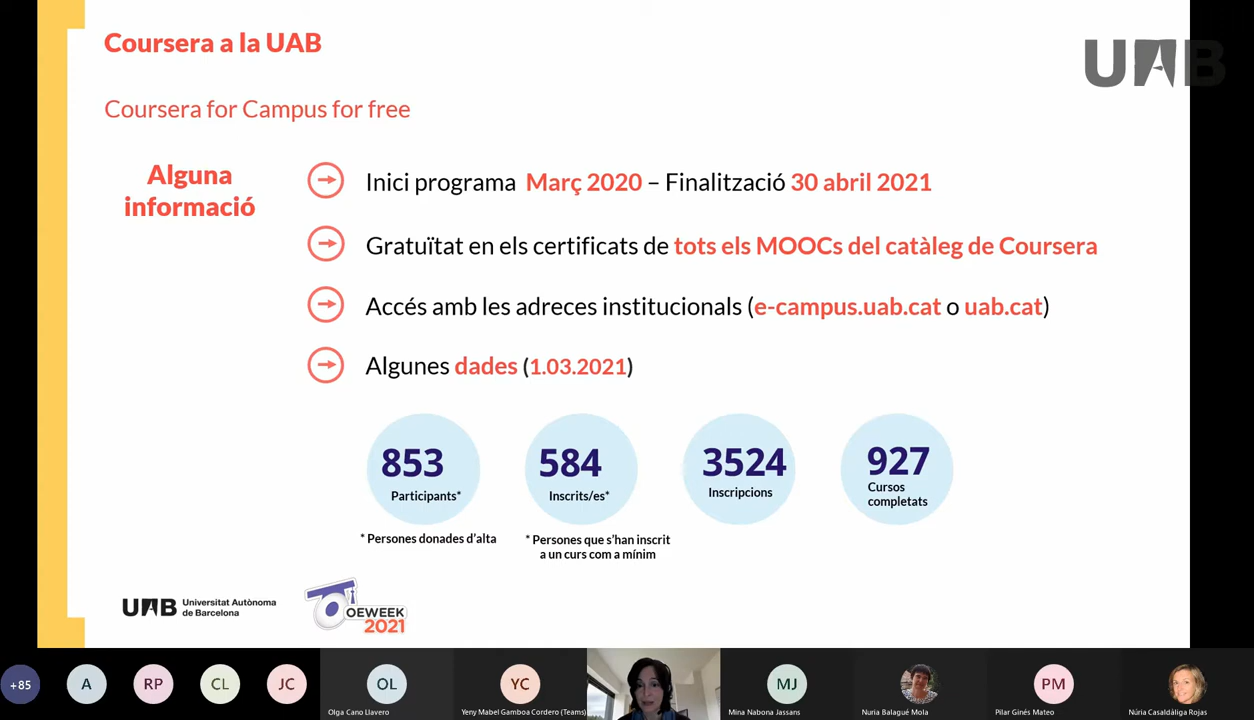 Coursera a la UAB
UAB
Coursera for Campus for free
Alguna
informació
Inici programa Març 2020 – Finalització 30 abril 2021
Gratuïtat en els certificats de tots els MOOCs del catàleg de Coursera
Accés amb les adreces institucionals (e-campus.uab.cat o uab.cat)
Algunes dades (1.03.2021)
853
Participants*
584
Inscrits/es*
3524
Inscripcions
927
Cursos
completats
* Persones donades d'alta
* Persones que s'han inscrit
a un curs com a mínim
UAB Universitat Autònoma
de Barcelona
OEWEEK
2021
+85
A
RP
CL
JC
OL
YC
MJ
PM
Olga Cano Llavero
Yeny Mabel Gamboa Cordero (Teams)
Mina Nabona Jassans
Nuria Balagué Mola
Pilar Ginés Mateo
Núria Casaldàliga Rojas